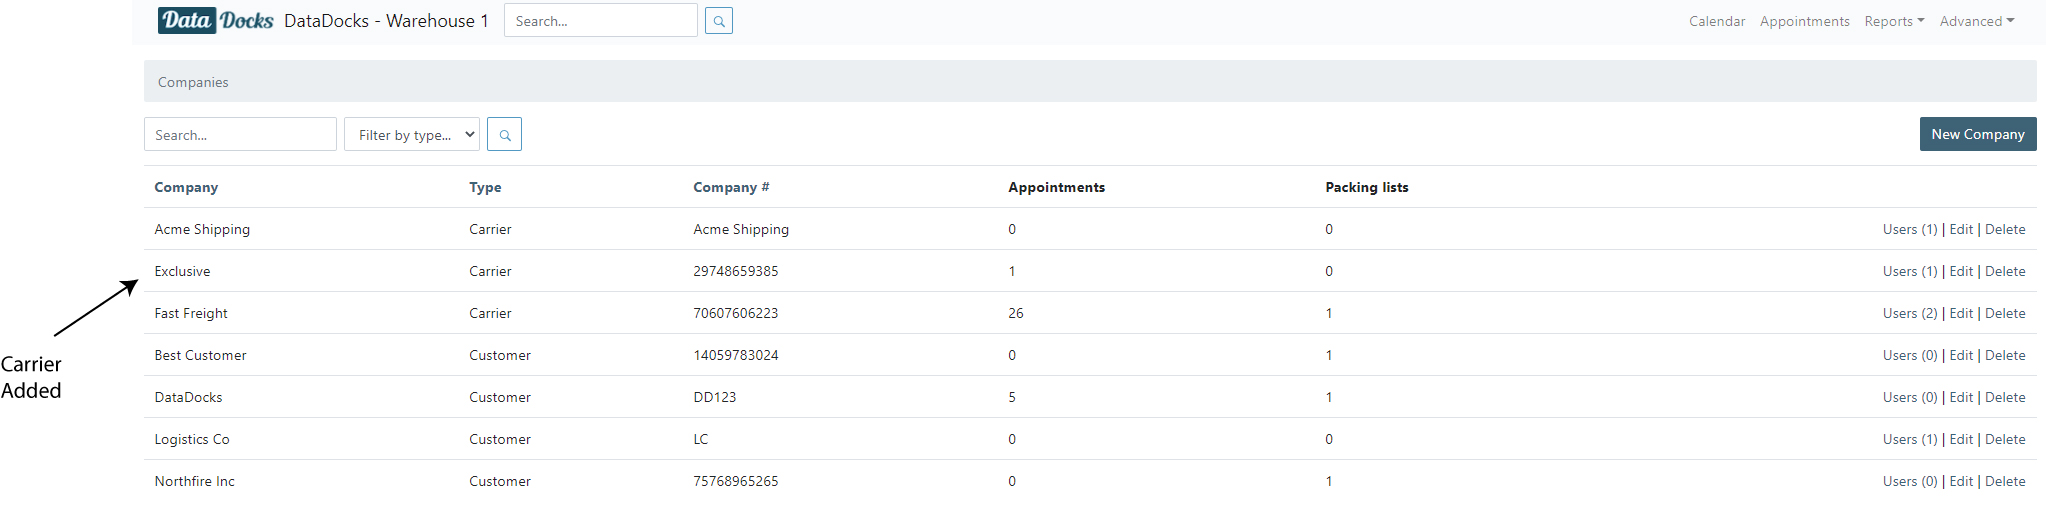 Data Docks DataDocks - Warehouse 1 Search... Calendar Appointments Reports Advanced
Companies
Search... Filter by type... New Company
Company Type Company # Appointments Packing lists
Acme Shipping Carrier Acme Shipping 0 0 Users (1) | Edit | Delete
Exclusive Carrier 29748659385 1 0 Users (1) | Edit | Delete
Fast Freight Carrier 70607606223 26 1 Users (2) | Edit | Delete
Best Customer Customer 14059783024 0 1 Users (0) | Edit | Delete
DataDocks Customer DD123 5 1 Users (0) | Edit | Delete
Logistics Co Customer LC 0 0 Users (1) | Edit | Delete
Northfire Inc Customer 75768965265 0 1 Users (0) | Edit | Delete
Carrier
Added